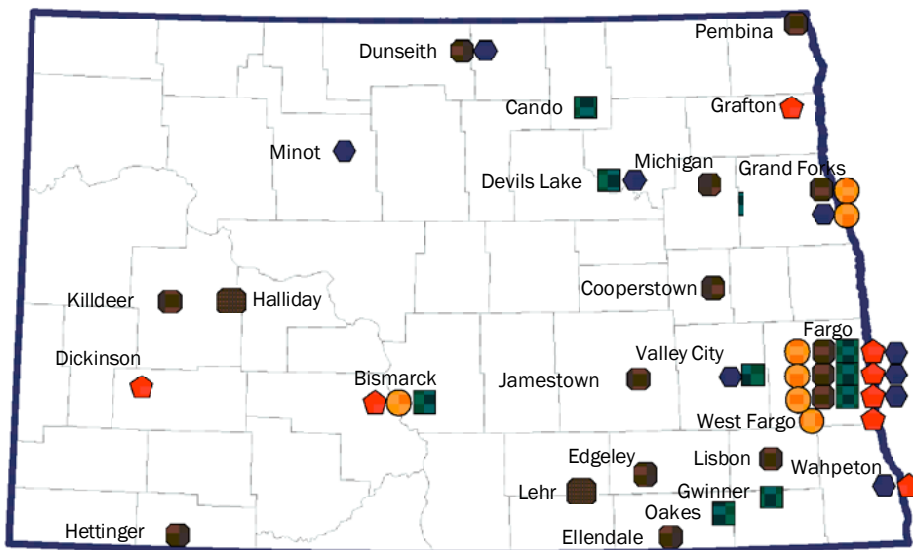 Pembina
Dunseith
Cando
Grafton
Minot
Michigan
Grand Forks
Devils Lake
Cooperstown
Killdeer
Halliday
Fargo
Dickinson
Valley City
Bismarck
Jamestown
West Fargo
Edgeley
Lisbon
Wahpeton
Lehr
Gwinner
Oakes
Hettinger
Ellendale